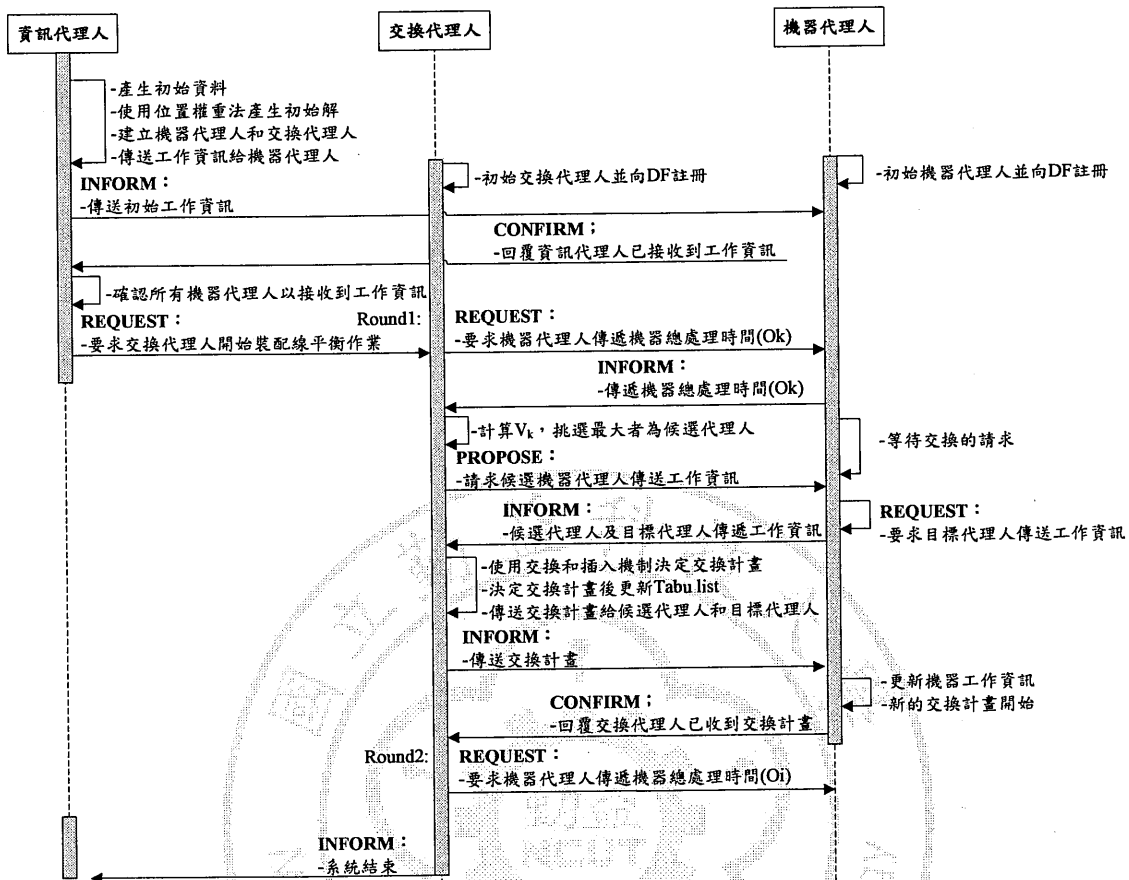 資訊代理人
交換代理人
機器代理人
-產生初始資料
-使用位置權重法產生初始解
-建立機器代理人和交換代理人
-傳送工作資訊給機器代理人
-初始交換代理人並向DF註冊
-初始機器代理人並向DF註冊
INFORM：
-傳送初始工作資訊
CONFIRM；
-回覆資訊代理人已接收到工作資訊
-確認所有機器代理人以接收到工作資訊
REQUEST：
-要求交換代理人開始裝配線平衡作業
Round1:
REQUEST：
-要求機器代理人傳遞機器總處理時間(Ok)
INFORM：
-傳遞機器總處理時間(Ok)
-計算Vk，挑選最大者為候選代理人
-等待交換的請求
PROPOSE：
-請求候選機器代理人傳送工作資訊
REQUEST：
-要求目標代理人傳送工作資訊
INFORM：
-候選代理人及目標代理人傳遞工作資訊
-使用交換和插入機制決定交換計畫
-決定交換計畫後更新Tabu list
-傳送交換計畫給候選代理人和目標代理人
INFORM：
-傳送交換計畫
-更新機器工作資訊
-新的交換計畫開始
CONFIRM；
-回覆交換代理人已收到交換計畫
Round2:
REQUEST：
-要求機器代理人傳遞機器總處理時間(Oi)
INFORM：
-系統結束
NCUT